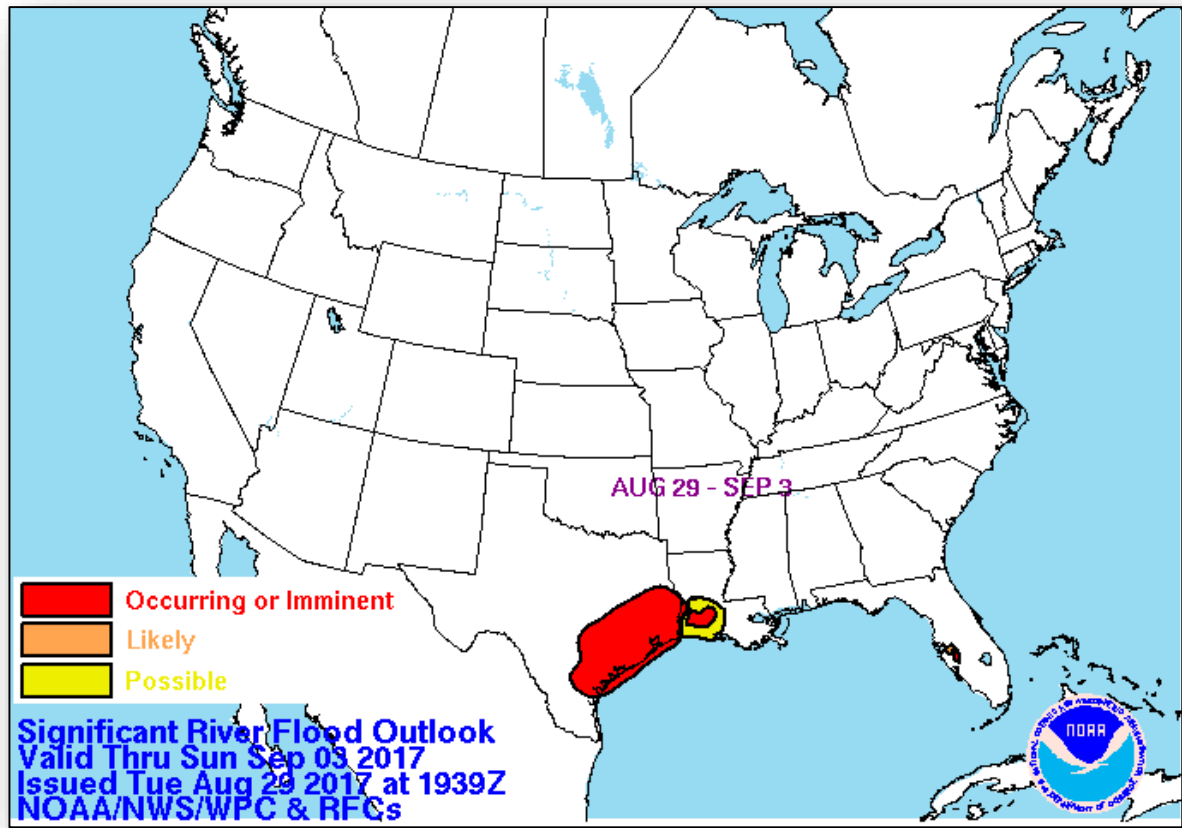 AUG 29 - SEP 3
Occurring or Imminent
Likely
Possible
Significant River Flood Outlook
Valid Thru Sun Sep 03 2017
Issued Tue Aug 29 2017 at 1939Z
NOAA/NWS/WPC & RFCs
NOAA